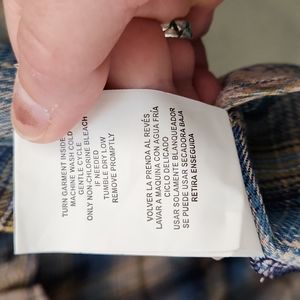 TURN GARMENT INSIDE
MACHINE WASH COLD
GENTLE CYCLE
ONLY NON-CHLORINE BLEACH
IF NEEDED
TUMBLE DRY LOW
REMOVE PROMPTLY
VOLVER LA PRENDA AL REVÉS
LAVAR A MAQUINA CON AGUA FRÍA
CICLO DELICADO
USAR SOLAMENTE BLANQUEADOR
SE PUEDE USAR SECADORA BAJA
RETIRA ENSEGUIDA